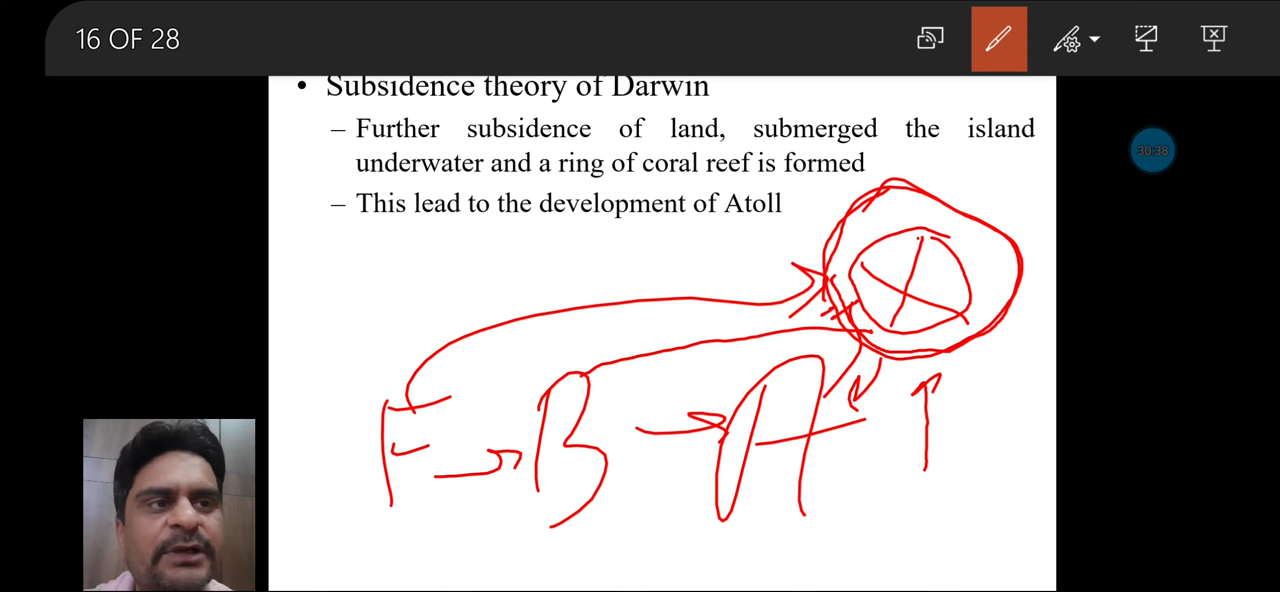 16 OF 28
• Subsidence theory of Darwin
– Further subsidence of land, submerged the island
underwater and a ring of coral reef is formed
– This lead to the development of Atoll
30:38
F → B → A